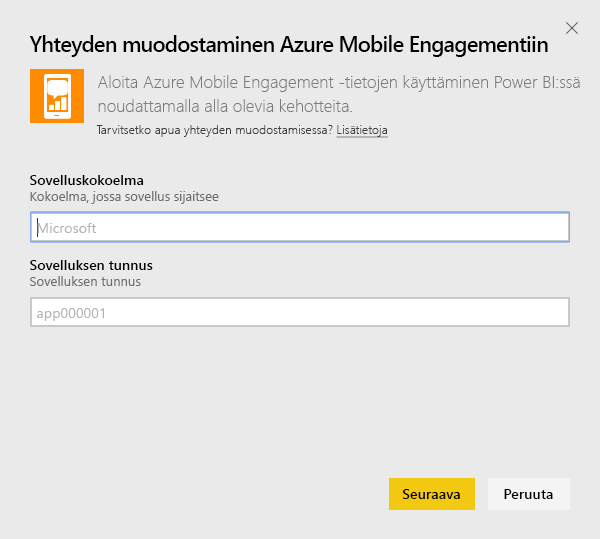 Yhteyden muodostaminen Azure Mobile Engagementiin
Aloita Azure Mobile Engagement -tietojen käyttäminen Power BI:ssä
noudattamalla alla olevia kehotteita.
Tarvitsetko apua yhteyden muodostamisessa? Lisätietoja
Sovelluskokoelma
Kokoelma, jossa sovellus sijaitsee
Microsoft
Sovelluksen tunnus
Sovelluksen tunnus
app000001
Seuraava Peruuta